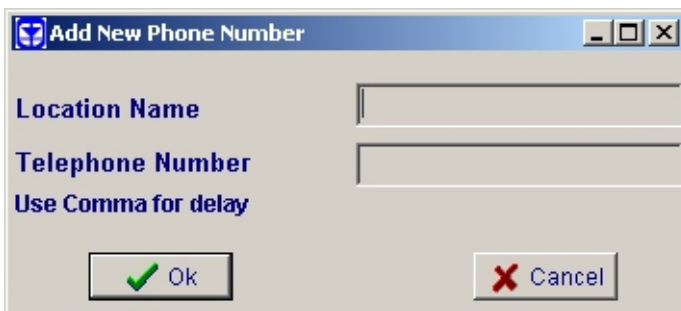 Add New Phone Number
Location Name
Telephone Number
Use Comma for delay
Ok
Cancel